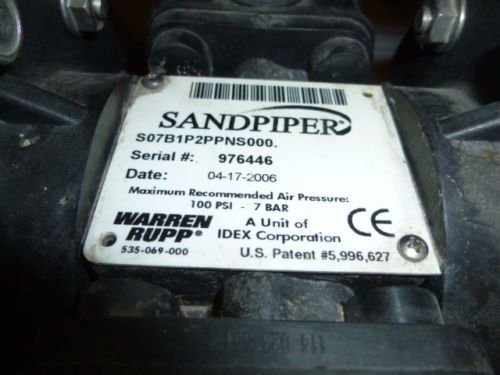 SANDPIPER
S07B1P2PPNS000.
Serial #: 976446
Date: 04-17-2006
Maximum Recommended Air Pressure:
100 PSI - 7 BAR
WARREN RUPP®
535-069-000
A Unit of
IDEX Corporation
CE
U.S. Patent #5,996,627